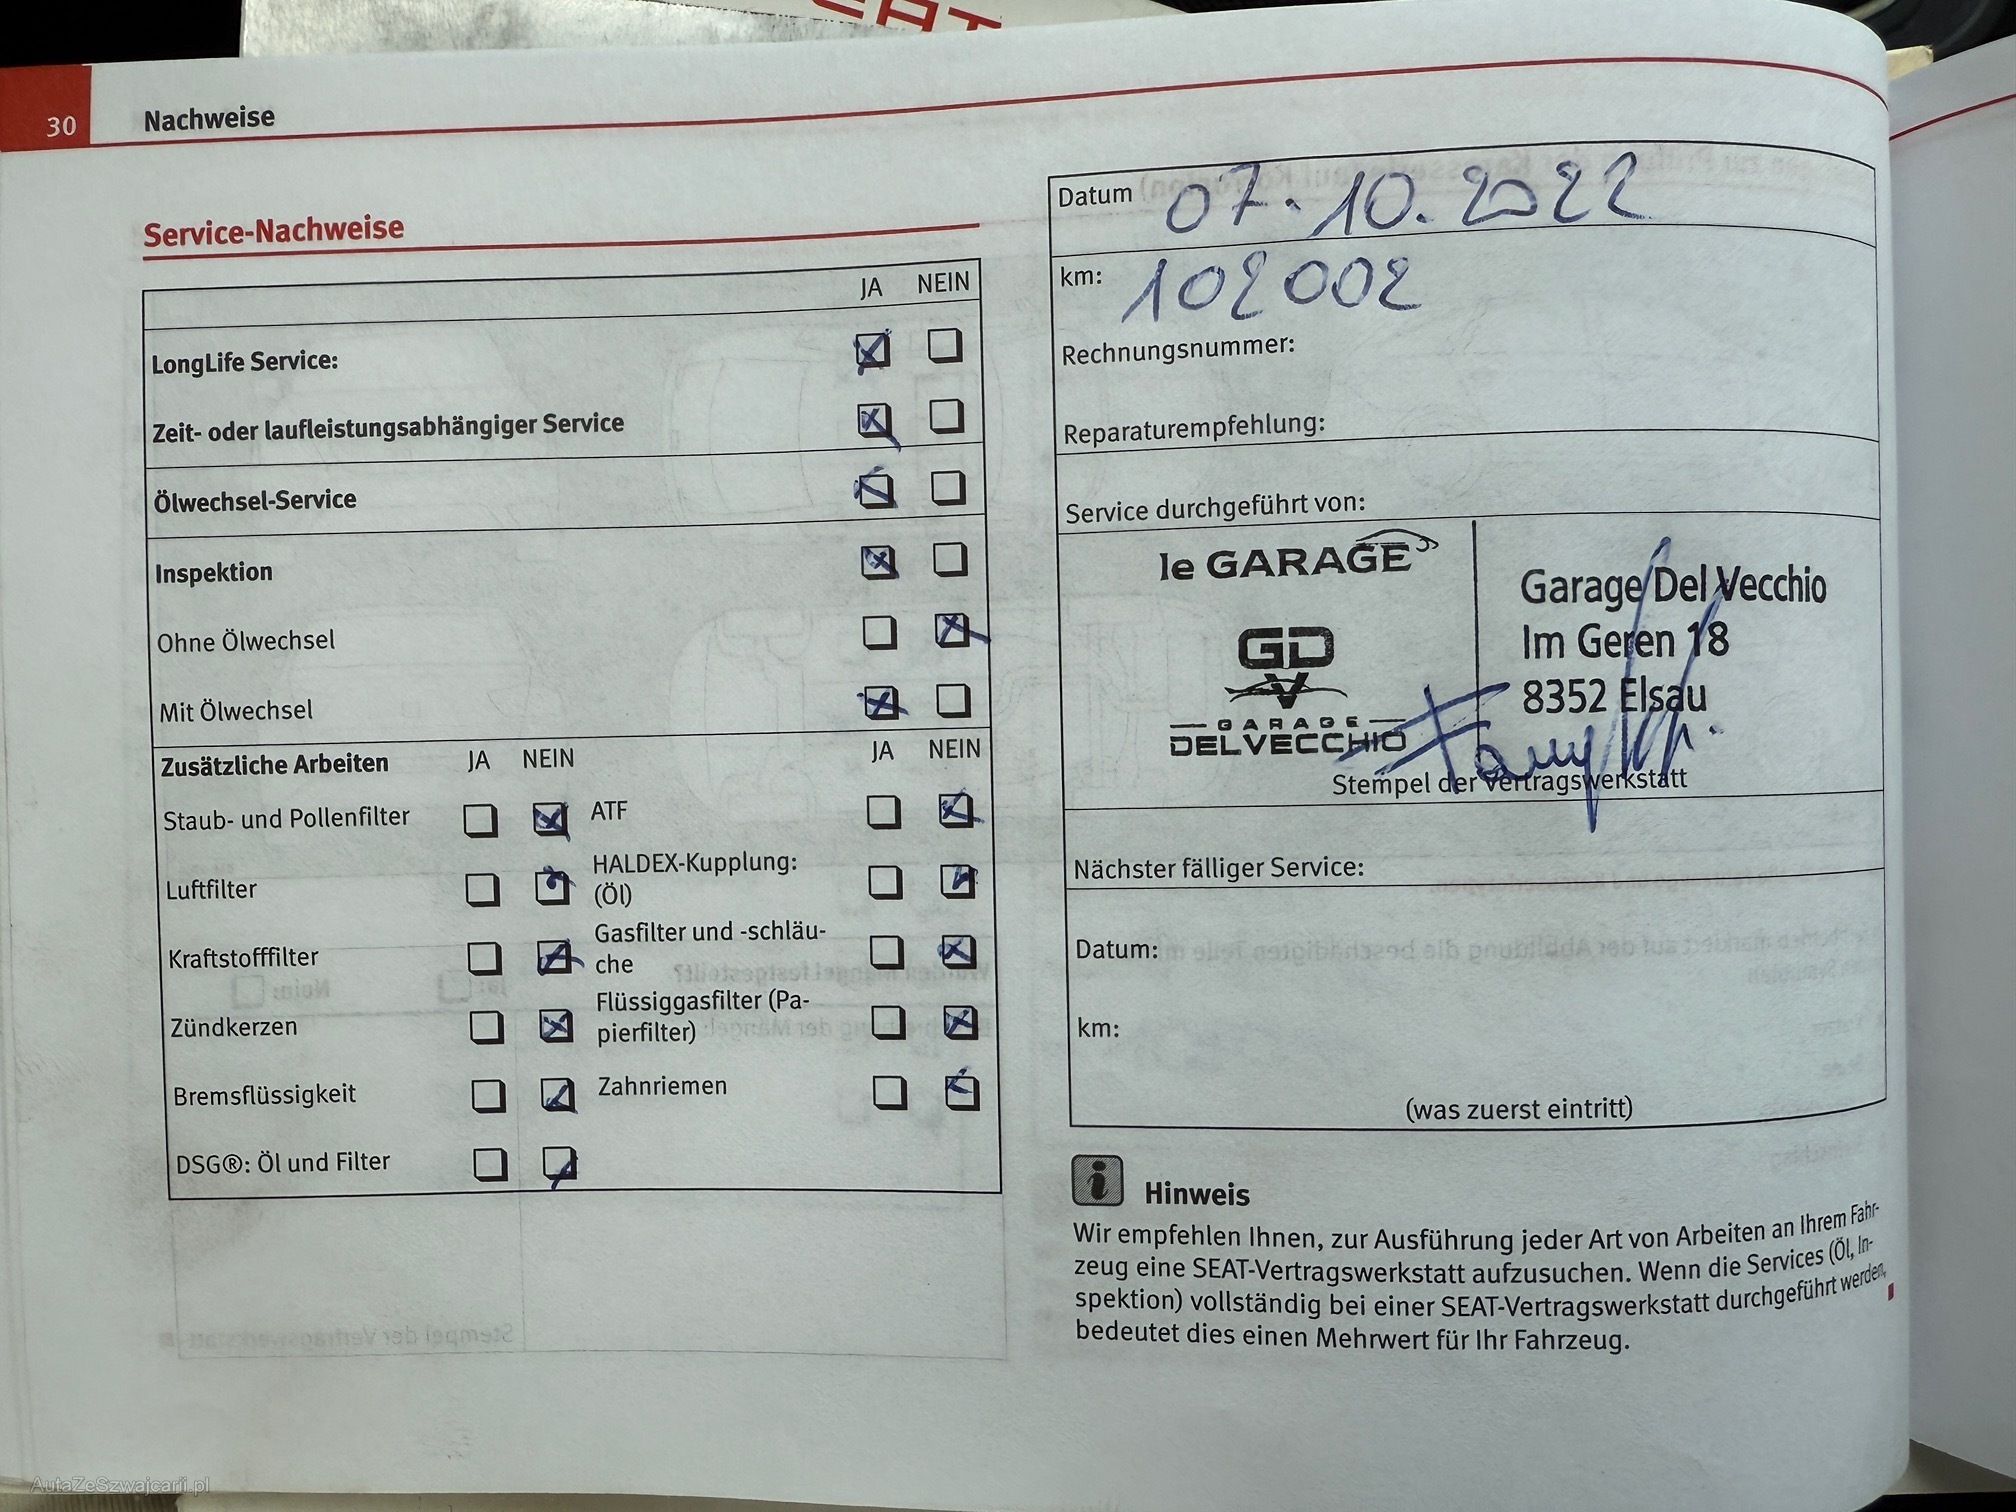 SEAT
30
Nachweise
Service-Nachweise
JA NEIN
LongLife Service:
Zeit- oder laufleistungsabhängiger Service
Ölwechsel-Service
Inspektion
Ohne Ölwechsel
Mit Ölwechsel
Zusätzliche Arbeiten JA NEIN JA NEIN
Staub- und Pollenfilter ATF
Luftfilter HALDEX-Kupplung:
(Öl)
Kraftstofffilter Gasfilter und -schläu-
che
Zündkerzen Flüssiggasfilter (Pa-
pierfilter)
Bremsflüssigkeit Zahnriemen
DSG®: Öl und Filter
Datum 07.10.2022
km: 102002
Rechnungsnummer:
Reparaturempfehlung:
Service durchgeführt von:
le GARAGE
GD
V
GARAGE
DELVECCHIO
Garage Del Vecchio
Im Geren 18
8352 Elsau
Stempel der Vertragswerkstatt
Nächster fälliger Service:
Datum:
km:
(was zuerst eintritt)
i Hinweis
Wir empfehlen Ihnen, zur Ausführung jeder Art von Arbeiten an Ihrem Fahr-
zeug eine SEAT-Vertragswerkstatt aufzusuchen. Wenn die Services (Öl, In-
spektion) vollständig bei einer SEAT-Vertragswerkstatt durchgeführt werden,
bedeutet dies einen Mehrwert für Ihr Fahrzeug.
AutaZeSzwajcarii.pl